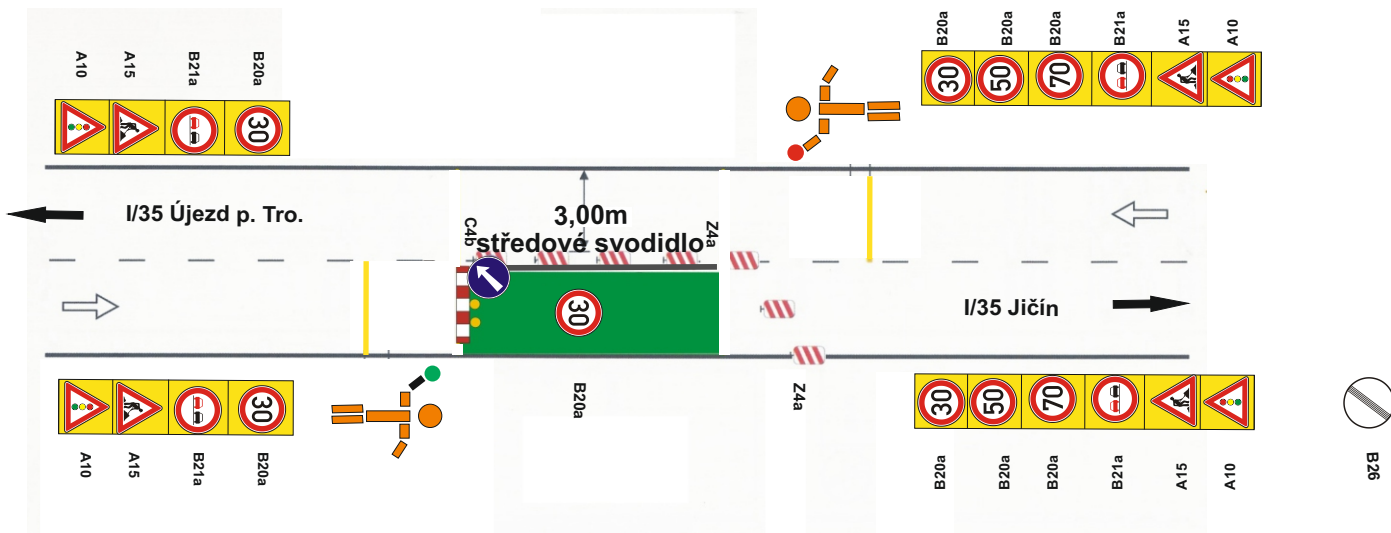 A10
A15
B21a
B20a
B20a
B20a
B20a
B21a
A15
A10
30
30
50
70
I/35 Újezd p. Tro.
3,00m
středové svodidlo
C4b
Z4a
30
I/35 Jičín
30
30
50
70
A10
A15
B21a
B20a
B20a
Z4a
B20a
B20a
B20a
B21a
A15
A10
B26